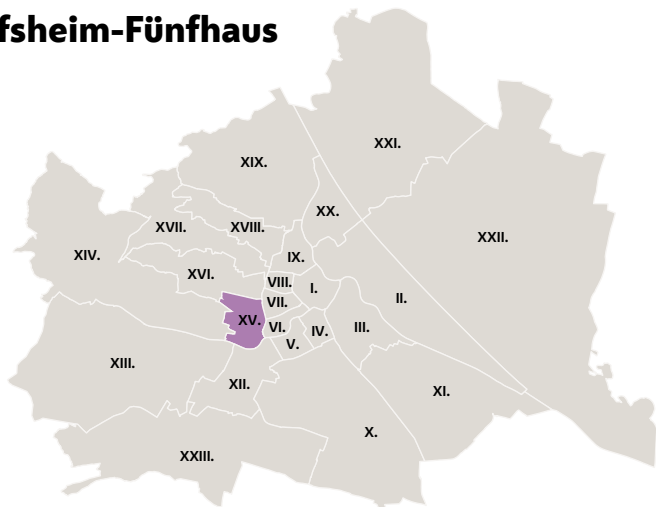 fsheim-Fünfhaus
XXI.
XIX.
XX.
XVII.
XVIII.
XXII.
XIV.
IX.
XVI.
VIII.
I.
II.
VII.
XV.
VI.
IV.
III.
V.
XIII.
XII.
XI.
X.
XXIII.